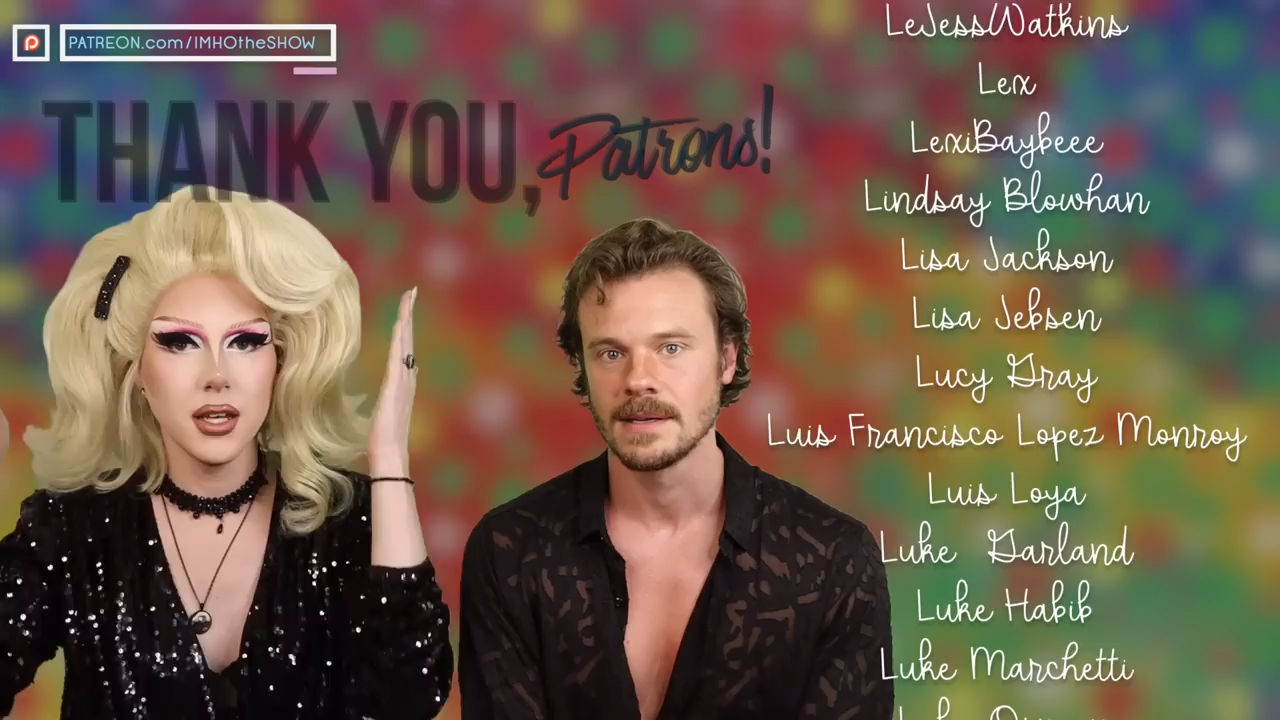 PATREON.com/IMHOtheSHOW
THANK YOU, Patrons!
LeJessWatkins
Lex
LexiBaybeee
Lindsay Blowhan
Lisa Jackson
Lisa Jebsen
Lucy Gray
Luis Francisco Lopez Monroy
Luis Loya
Luke Garland
Luke Habib
Luke Marchetti